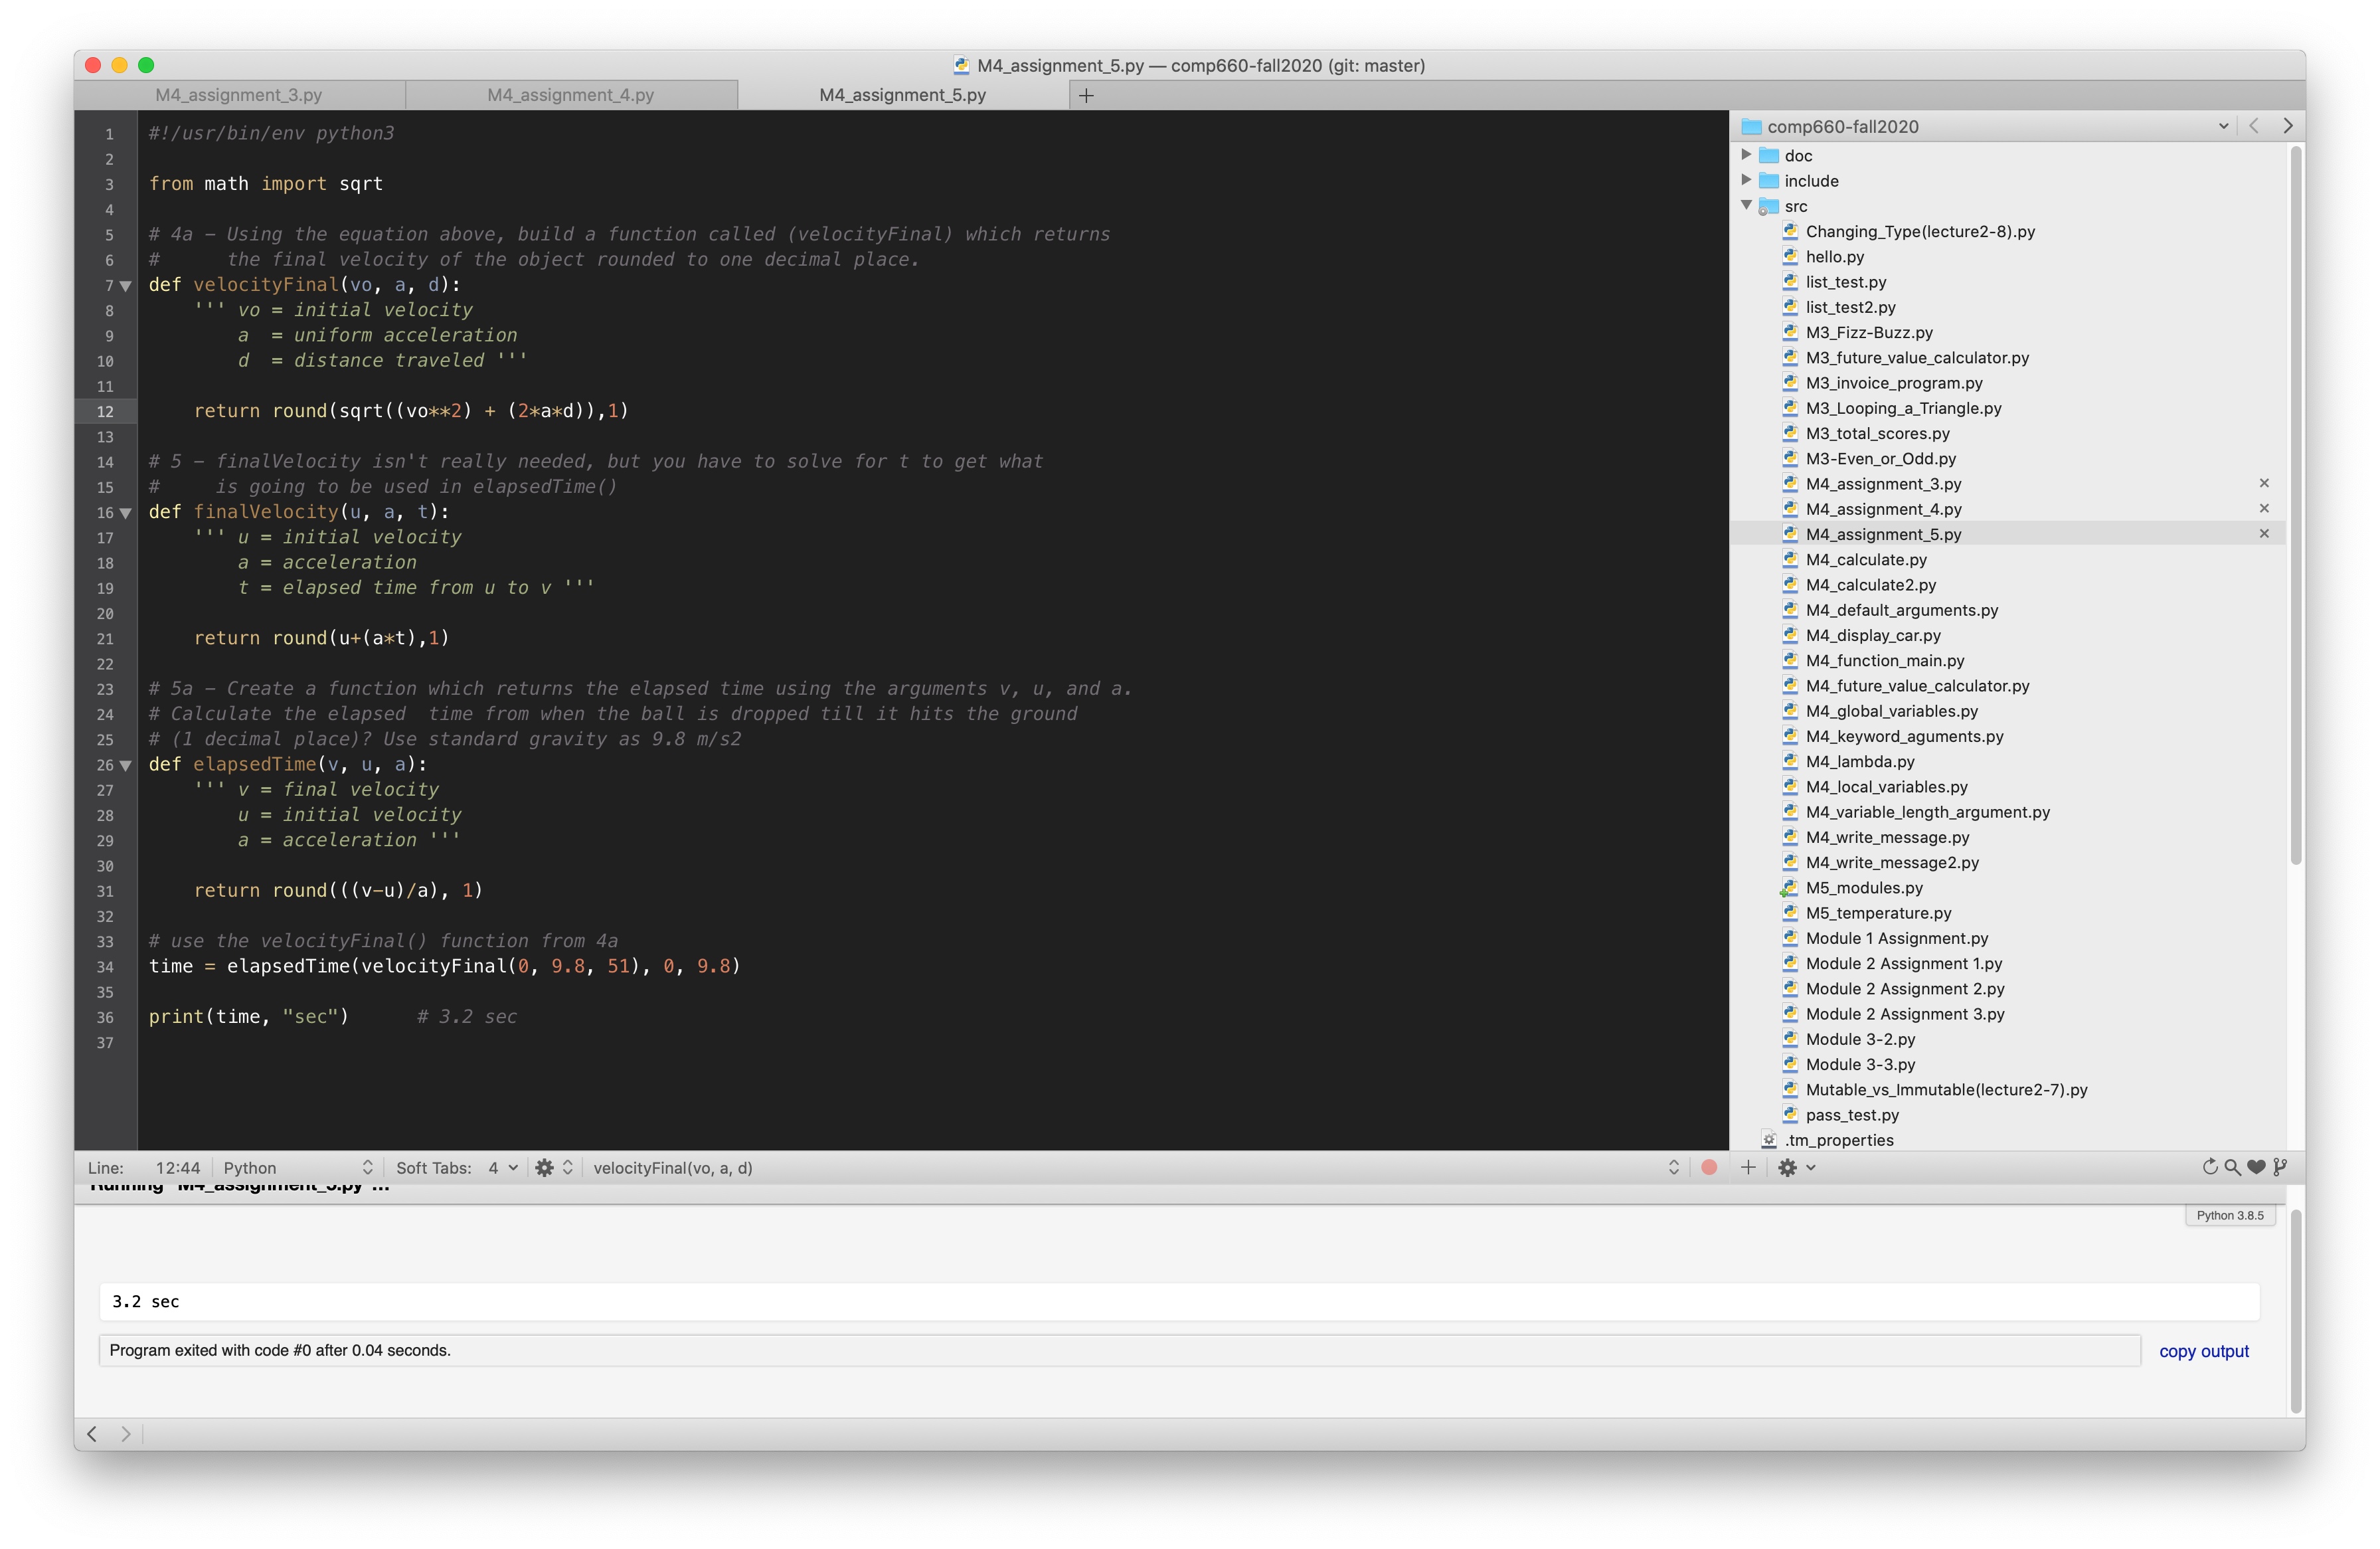 M4_assignment_5.py — comp660-fall2020 (git: master)
M4_assignment_3.py
M4_assignment_4.py
M4_assignment_5.py
1 #!/usr/bin/env python3
2
3 from math import sqrt
4
5 # 4a – Using the equation above, build a function called (velocityFinal) which returns
6 #      the final velocity of the object rounded to one decimal place.
7 def velocityFinal(vo, a, d):
8     ''' vo = initial velocity
9         a  = uniform acceleration
10         d  = distance traveled '''
11
12     return round(sqrt((vo**2) + (2*a*d)),1)
13
14 # 5 – finalVelocity isn't really needed, but you have to solve for t to get what
15 #     is going to be used in elapsedTime()
16 def finalVelocity(u, a, t):
17     ''' u = initial velocity
18         a = acceleration
19         t = elapsed time from u to v '''
20
21     return round(u+(a*t),1)
22
23 # 5a – Create a function which returns the elapsed time using the arguments v, u, and a.
24 # Calculate the elapsed  time from when the ball is dropped till it hits the ground
25 # (1 decimal place)? Use standard gravity as 9.8 m/s2
26 def elapsedTime(v, u, a):
27     ''' v = final velocity
28         u = initial velocity
29         a = acceleration '''
30
31     return round(((v-u)/a), 1)
32
33 # use the velocityFinal() function from 4a
34 time = elapsedTime(velocityFinal(0, 9.8, 51), 0, 9.8)
35
36 print(time, "sec")      # 3.2 sec
37
comp660-fall2020
doc
include
src
Changing_Type(lecture2-8).py
hello.py
list_test.py
list_test2.py
M3_Fizz-Buzz.py
M3_future_value_calculator.py
M3_invoice_program.py
M3_Looping_a_Triangle.py
M3_total_scores.py
M3-Even_or_Odd.py
M4_assignment_3.py
M4_assignment_4.py
M4_assignment_5.py
M4_calculate.py
M4_calculate2.py
M4_default_arguments.py
M4_display_car.py
M4_function_main.py
M4_future_value_calculator.py
M4_global_variables.py
M4_keyword_aguments.py
M4_lambda.py
M4_local_variables.py
M4_variable_length_argument.py
M4_write_message.py
M4_write_message2.py
M5_modules.py
M5_temperature.py
Module 1 Assignment.py
Module 2 Assignment 1.py
Module 2 Assignment 2.py
Module 2 Assignment 3.py
Module 3-2.py
Module 3-3.py
Mutable_vs_Immutable(lecture2-7).py
pass_test.py
.tm_properties
Line: 12:44 Python Soft Tabs: 4 velocityFinal(vo, a, d)
Running "M4_assignment_5.py"...
Python 3.8.5
3.2 sec
Program exited with code #0 after 0.04 seconds.
copy output